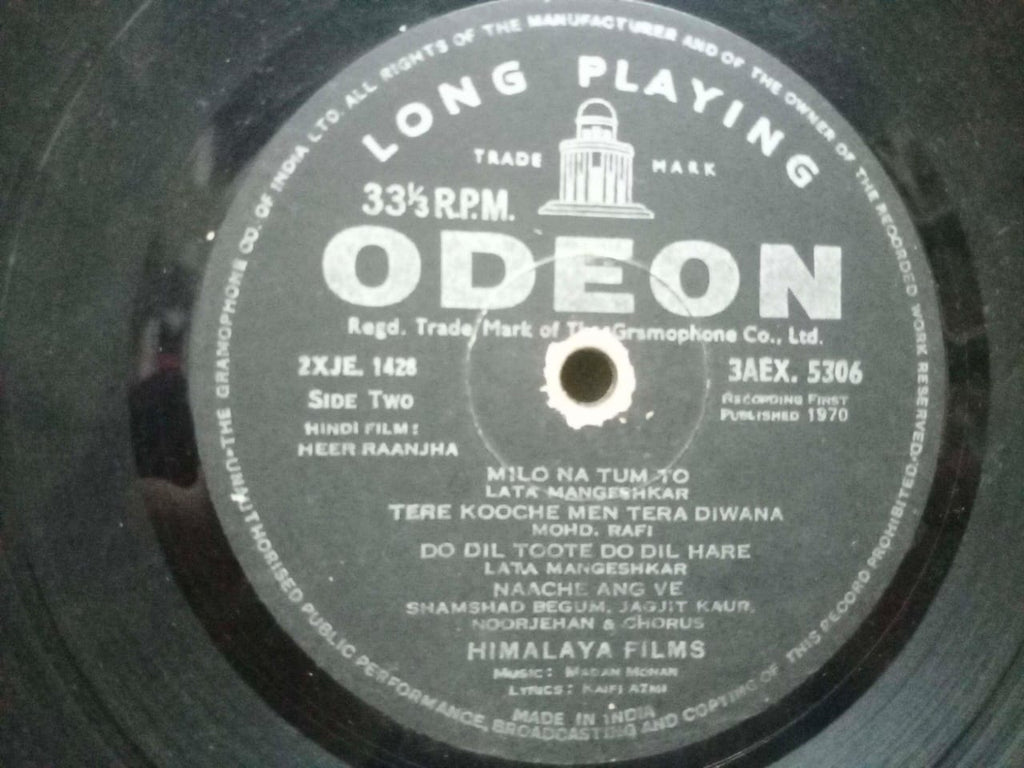 UNAUTHORISED PUBLIC PERFORMANCE, BROADCASTING AND COPYING OF THIS RECORD PROHIBITED
THE GRAMOPHONE CO. OF INDIA LTD. ALL RIGHTS OF THE MANUFACTURER AND OF THE OWNER OF THE RECORDED WORK RESERVED/
LONG PLAYING
TRADE MARK
33⅓ R.P.M.
ODEON
Regd. Trade Mark of The Gramophone Co., Ltd.
2XJE. 1428
3AEX. 5306
SIDE TWO
RECORDING FIRST
PUBLISHED 1970
HINDI FILM:
HEER RAANJHA
MILO NA TUM TO
LATA MANGESHKAR
TERE KOOCHE MEN TERA DIWANA
MOHD. RAFI
DO DIL TOOTE DO DIL HARE
LATA MANGESHKAR
NAACHE ANG VE
SHAMSHAD BEGUM, JAGJIT KAUR,
NOORJEHAN & CHORUS
HIMALAYA FILMS
MUSIC: MADAN MOHAN
LYRICS: KAIFI AZMI
MADE IN INDIA